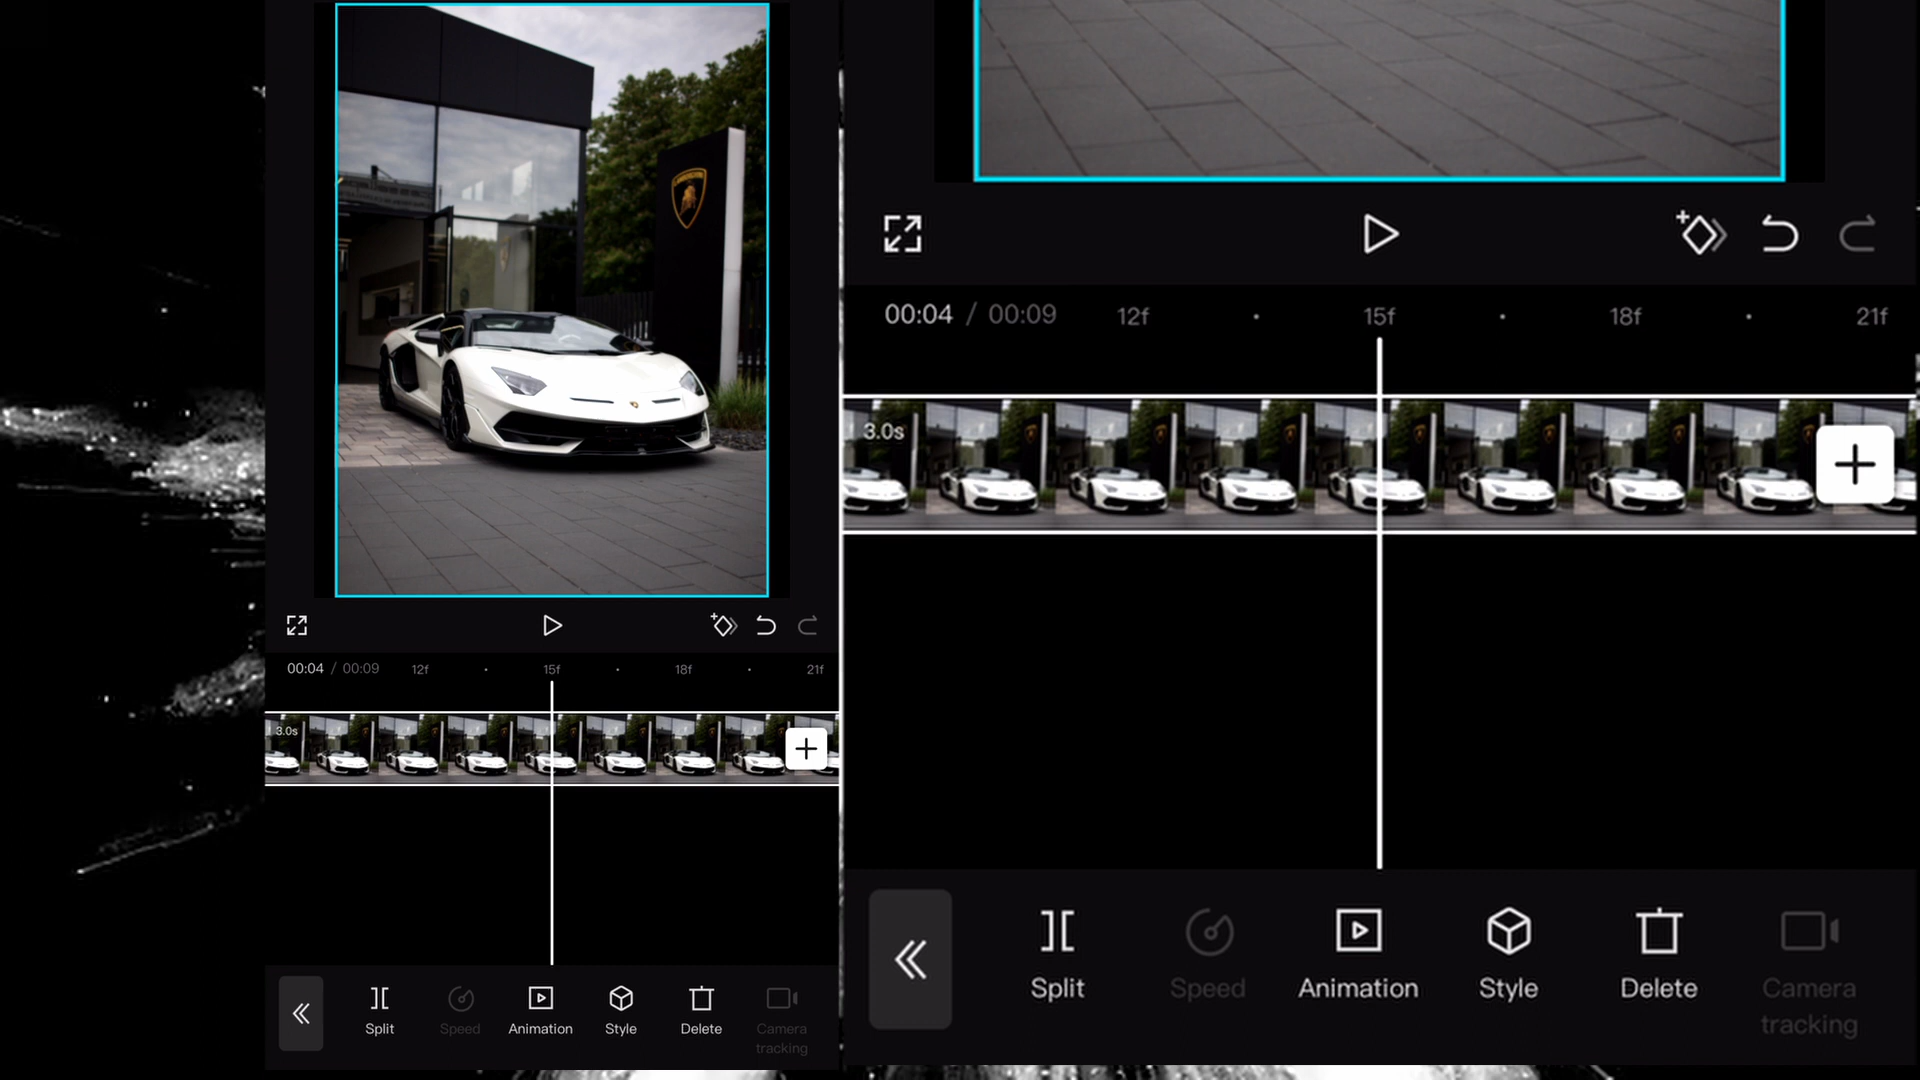 LAMBORGHINI
00:04 / 00:09 12f 15f 18f 21f
3.0s
Split Speed Animation Style Delete Camera
tracking
00:04 / 00:09 12f 15f 18f 21f
3.0s
Split Speed Animation Style Delete Camera
tracking